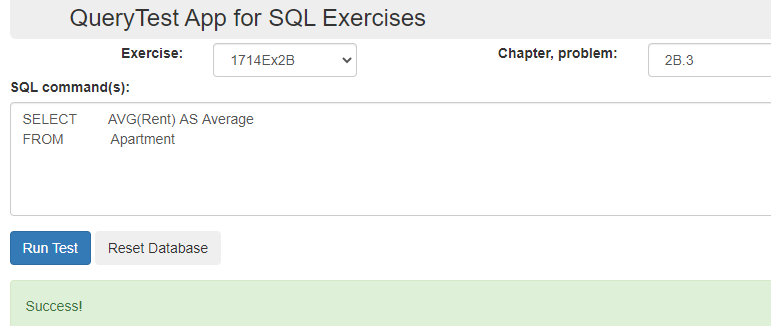 QueryTest App for SQL Exercises
Exercise: 1714Ex2B Chapter, problem: 2B.3
SQL command(s):
SELECT AVG(Rent) AS Average
FROM Apartment
Run Test Reset Database
Success!